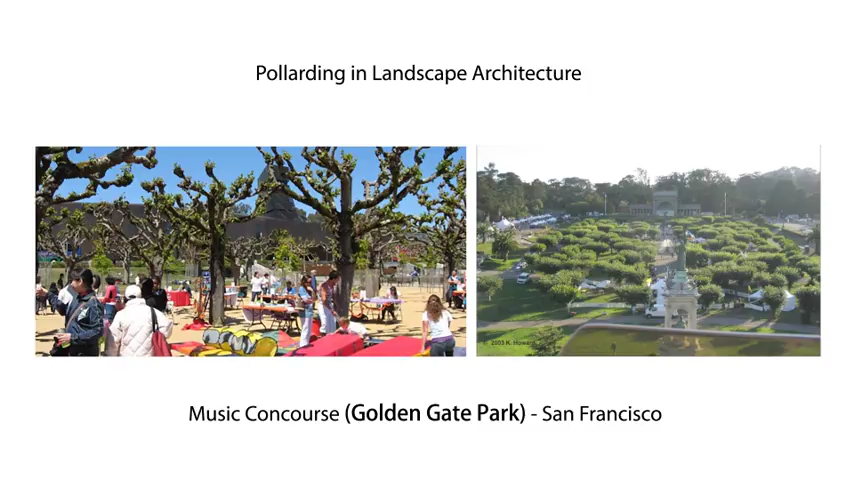 Pollarding in Landscape Architecture
© 2003 K. Howard
Music Concourse (Golden Gate Park) - San Francisco